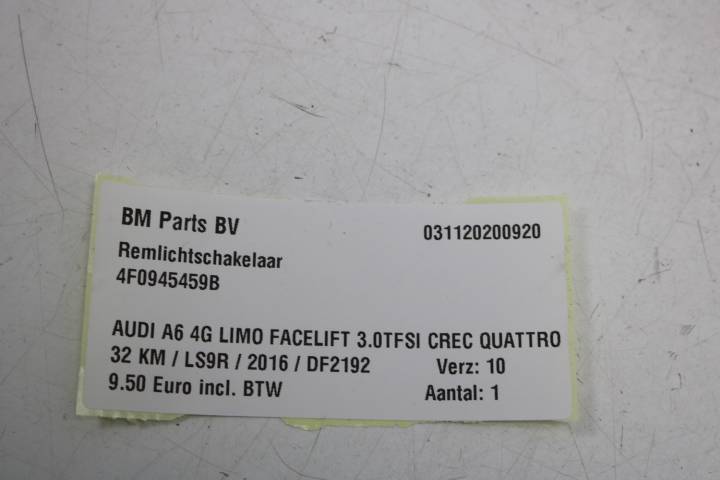 BM Parts BV 031120200920
Remlichtschakelaar
4F0945459B
AUDI A6 4G LIMO FACELIFT 3.0TFSI CREC QUATTRO
32 KM / LS9R / 2016 / DF2192 Verz: 10
9.50 Euro incl. BTW Aantal: 1